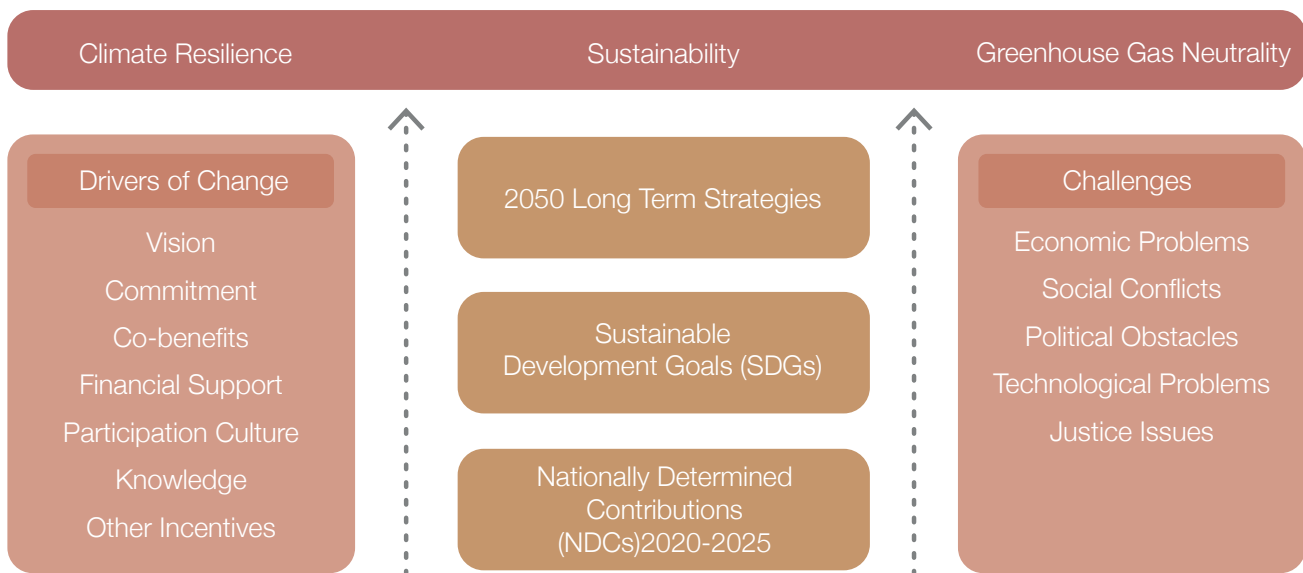 Climate Resilience
Sustainability
Greenhouse Gas Neutrality
Drivers of Change
Vision
Commitment
Co-benefits
Financial Support
Participation Culture
Knowledge
Other Incentives
2050 Long Term Strategies
Sustainable
Development Goals (SDGs)
Nationally Determined
Contributions
(NDCs)2020-2025
Challenges
Economic Problems
Social Conflicts
Political Obstacles
Technological Problems
Justice Issues